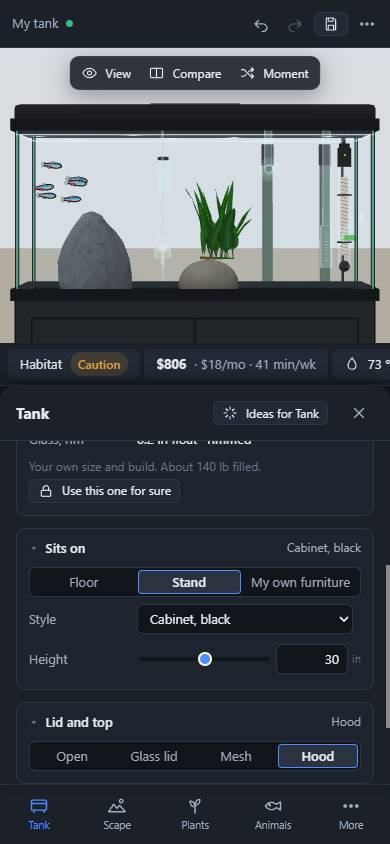 My tank
View Compare Moment
Habitat Caution $806 · $18/mo · 41 min/wk 73 °
Tank Ideas for Tank
Your own size and build. About 140 lb filled.
Use this one for sure
Sits on Cabinet, black
Floor Stand My own furniture
Style Cabinet, black
Height 30 in
Lid and top Hood
Open Glass lid Mesh Hood
Tank Scape Plants Animals More